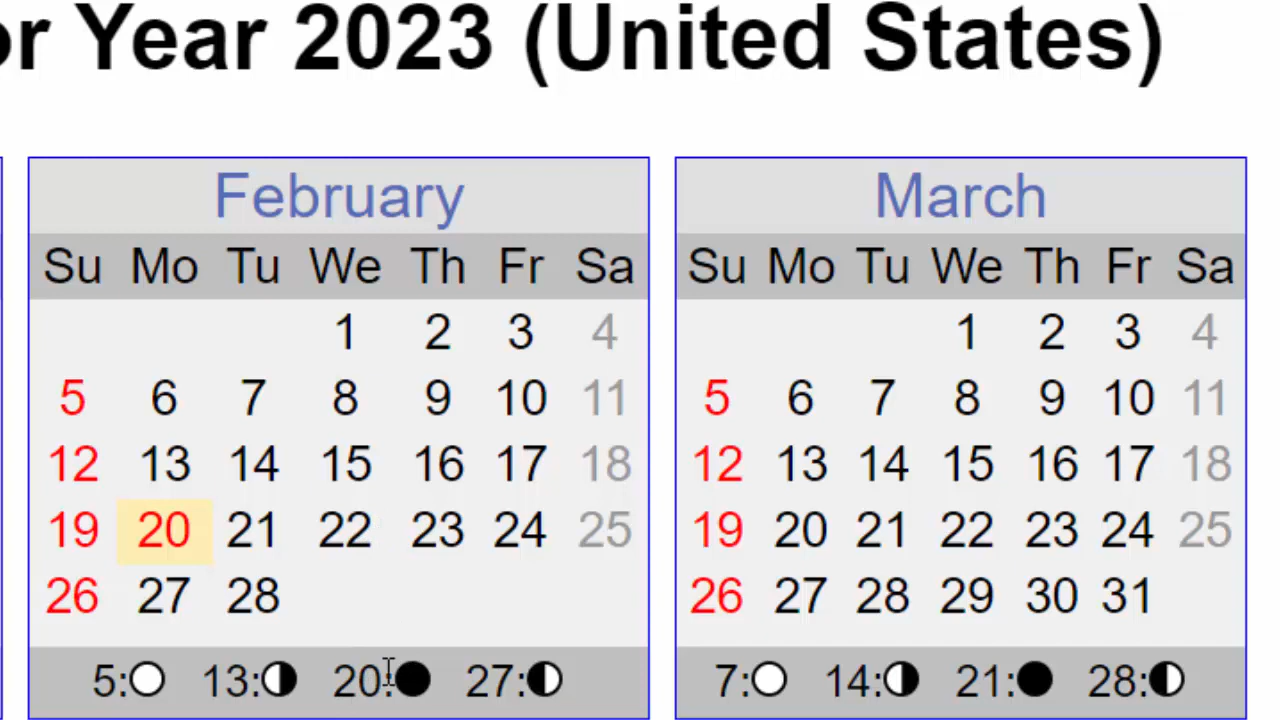 or Year 2023 (United States)
February
Su Mo Tu We Th Fr Sa
1 2 3 4
5 6 7 8 9 10 11
12 13 14 15 16 17 18
19 20 21 22 23 24 25
26 27 28
5: 13: 20: 27:
March
Su Mo Tu We Th Fr Sa
1 2 3 4
5 6 7 8 9 10 11
12 13 14 15 16 17 18
19 20 21 22 23 24 25
26 27 28 29 30 31
7: 14: 21: 28: